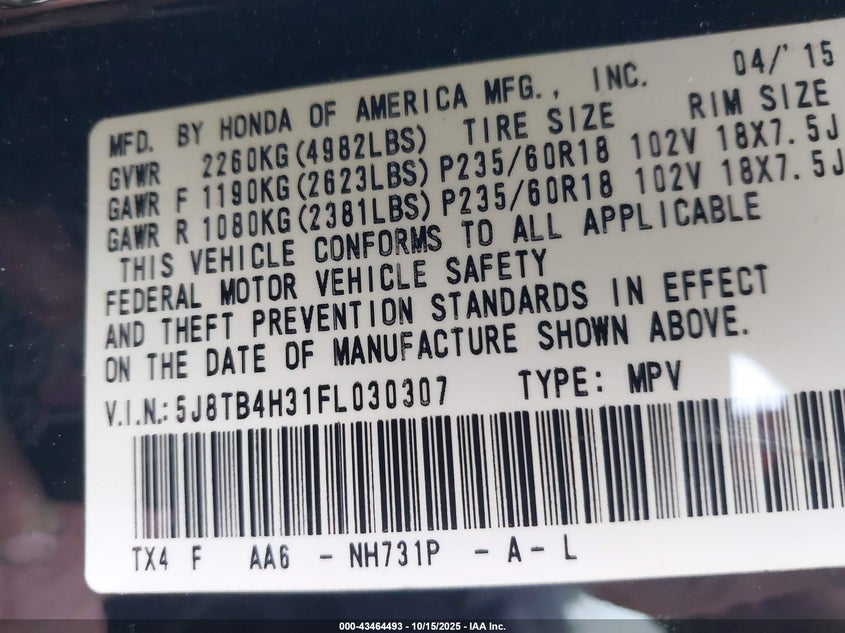 MFD. BY HONDA OF AMERICA MFG., INC. 04/'15
GVWR 2260KG(4982LBS) TIRE SIZE RIM SIZE
GAWR F 1190KG(2623LBS) P235/60R18 102V 18X7.5J
GAWR R 1080KG(2381LBS) P235/60R18 102V 18X7.5J
THIS VEHICLE CONFORMS TO ALL APPLICABLE
FEDERAL MOTOR VEHICLE SAFETY
AND THEFT PREVENTION STANDARDS IN EFFECT
ON THE DATE OF MANUFACTURE SHOWN ABOVE.
V.I.N.: 5J8TB4H31FL030307 TYPE: MPV
TX4 F AA6 - NH731P - A - L
000-43464493 - 10/15/2025 - IAA Inc.